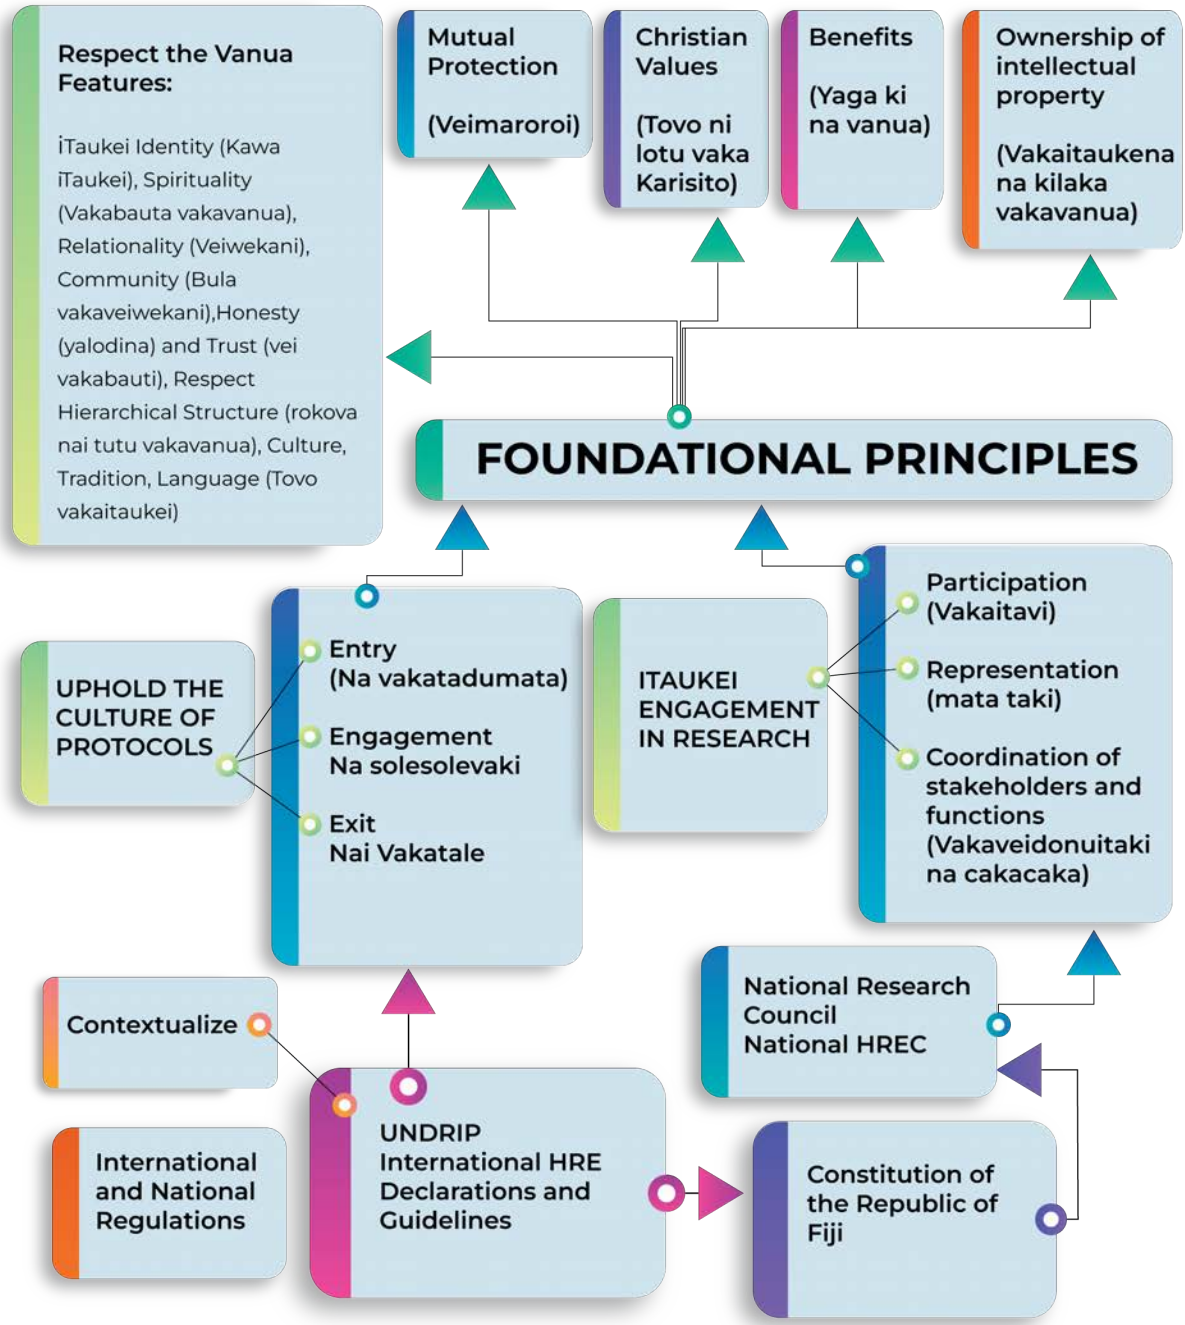 Respect the Vanua
Features:
iTaukei Identity (Kawa
iTaukei), Spirituality
(Vakabauta vakavanua),
Relationality (Veiwekani),
Community (Bula
vakaveiwekani),Honesty
(yalodina) and Trust (vei
vakabauti), Respect
Hierarchical Structure (rokova
nai tutu vakavanua), Culture,
Tradition, Language (Tovo
vakaitaukei)
Mutual
Protection
(Veimaroroi)
Christian
Values
(Tovo ni
lotu vaka
Karisito)
Benefits
(Yaga ki
na vanua)
Ownership of
intellectual
property
(Vakaitaukena
na kilaka
vakavanua)
FOUNDATIONAL PRINCIPLES
UPHOLD THE
CULTURE OF
PROTOCOLS
Entry
(Na vakatadumata)
Engagement
Na solesolevaki
Exit
Nai Vakatale
ITAUKEI
ENGAGEMENT
IN RESEARCH
Participation
(Vakaitavi)
Representation
(mata taki)
Coordination of
stakeholders and
functions
(Vakaveidonuitaki
na cakacaka)
Contextualize
National Research
Council
National HREC
International
and National
Regulations
UNDRIP
International HRE
Declarations and
Guidelines
Constitution of
the Republic of
Fiji